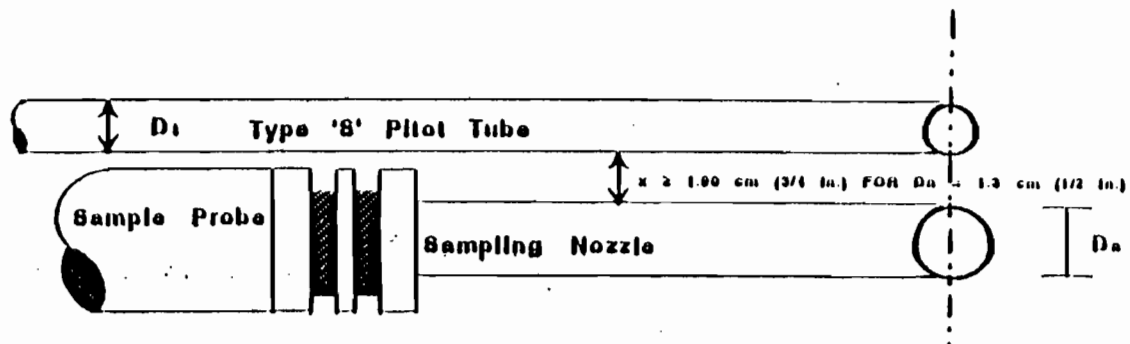 Dt Type 'S' Pitot Tube
x ≥ 1.90 cm (3/4 in.) FOR Dn = 1.3 cm (1/2 in.)
Sample Probe
Sampling Nozzle
Dn